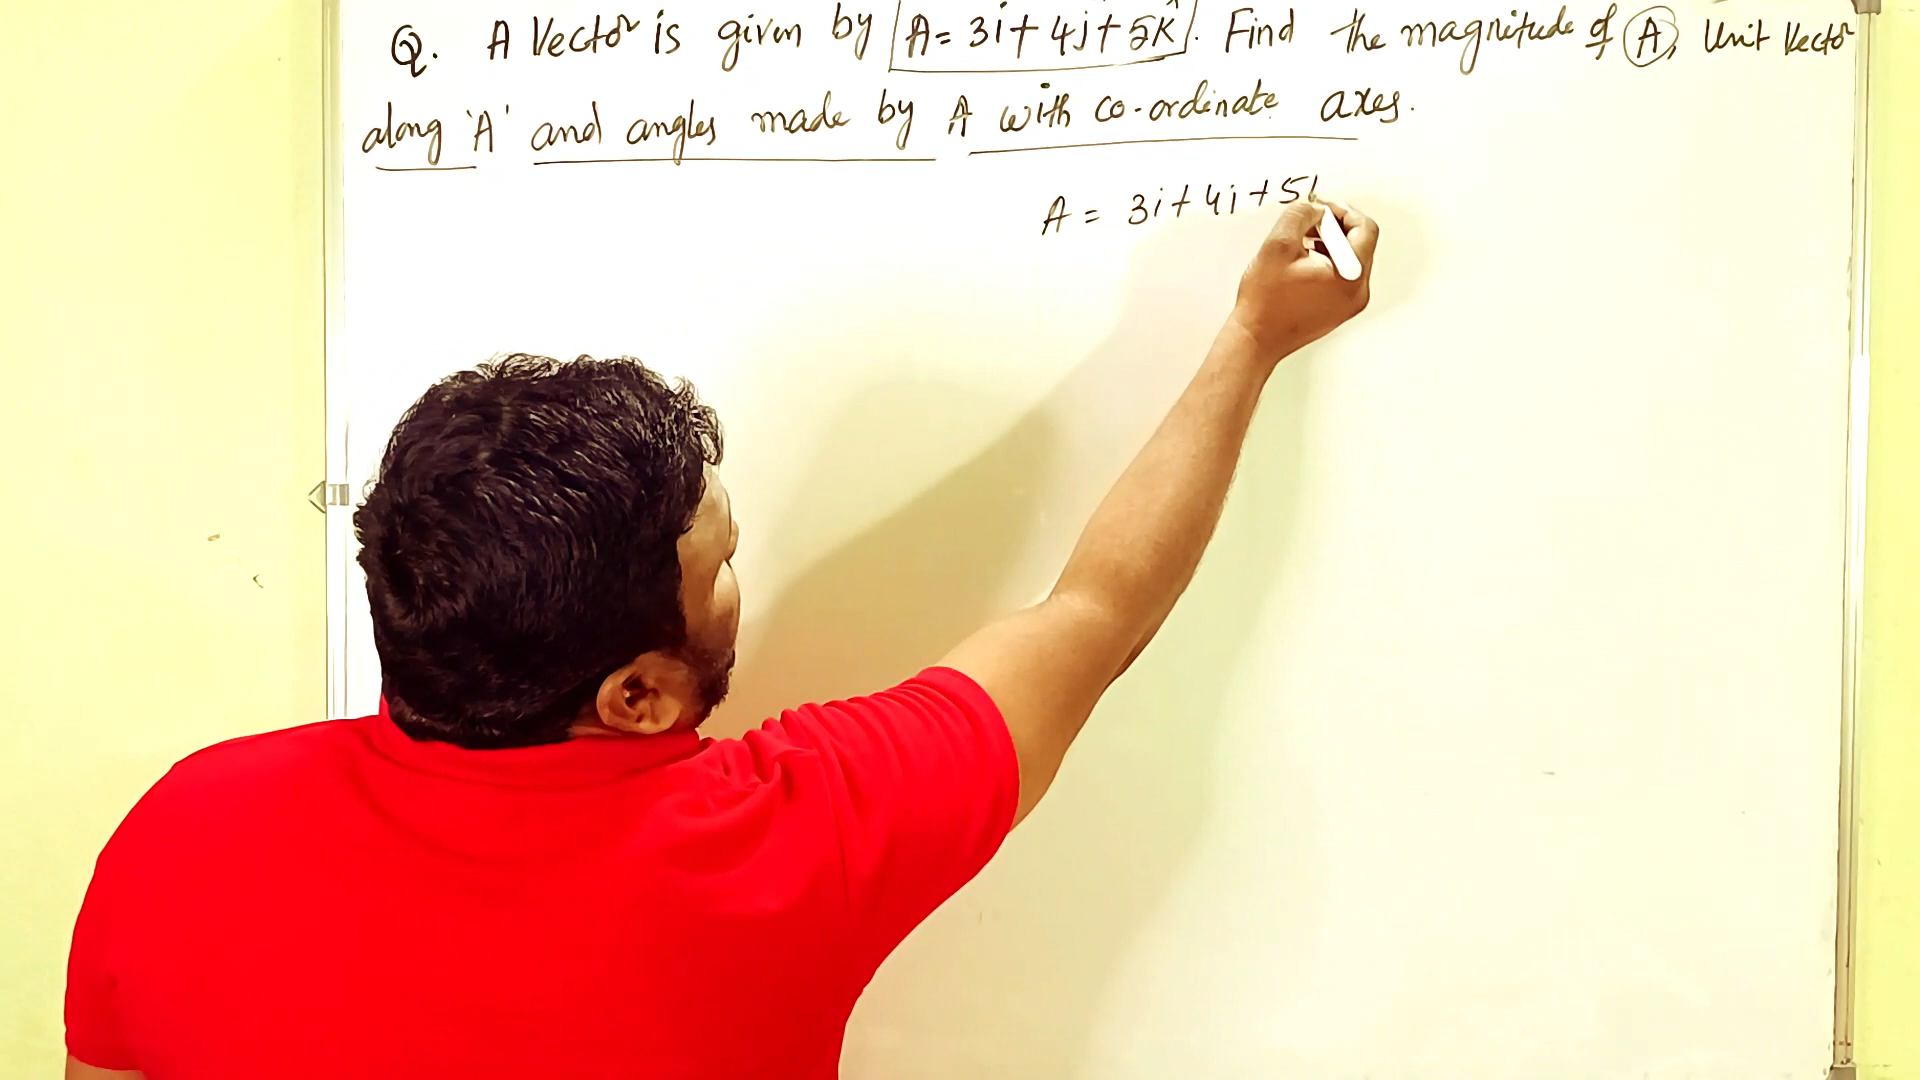 Q. A Vector is given by A = 3i + 4j + 5k̂. Find the magnitude of A, Unit Vector
along 'A' and angles made by A with co-ordinate axes.
A = 3i + 4j + 5